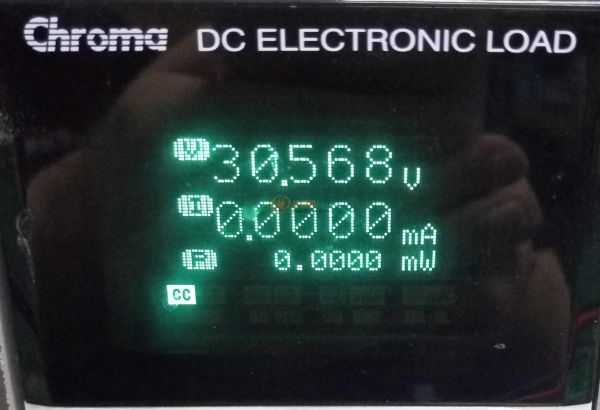 Chroma DC ELECTRONIC LOAD
V 30.568 V
I 0.0000 mA
P 0.0000 mW
CC